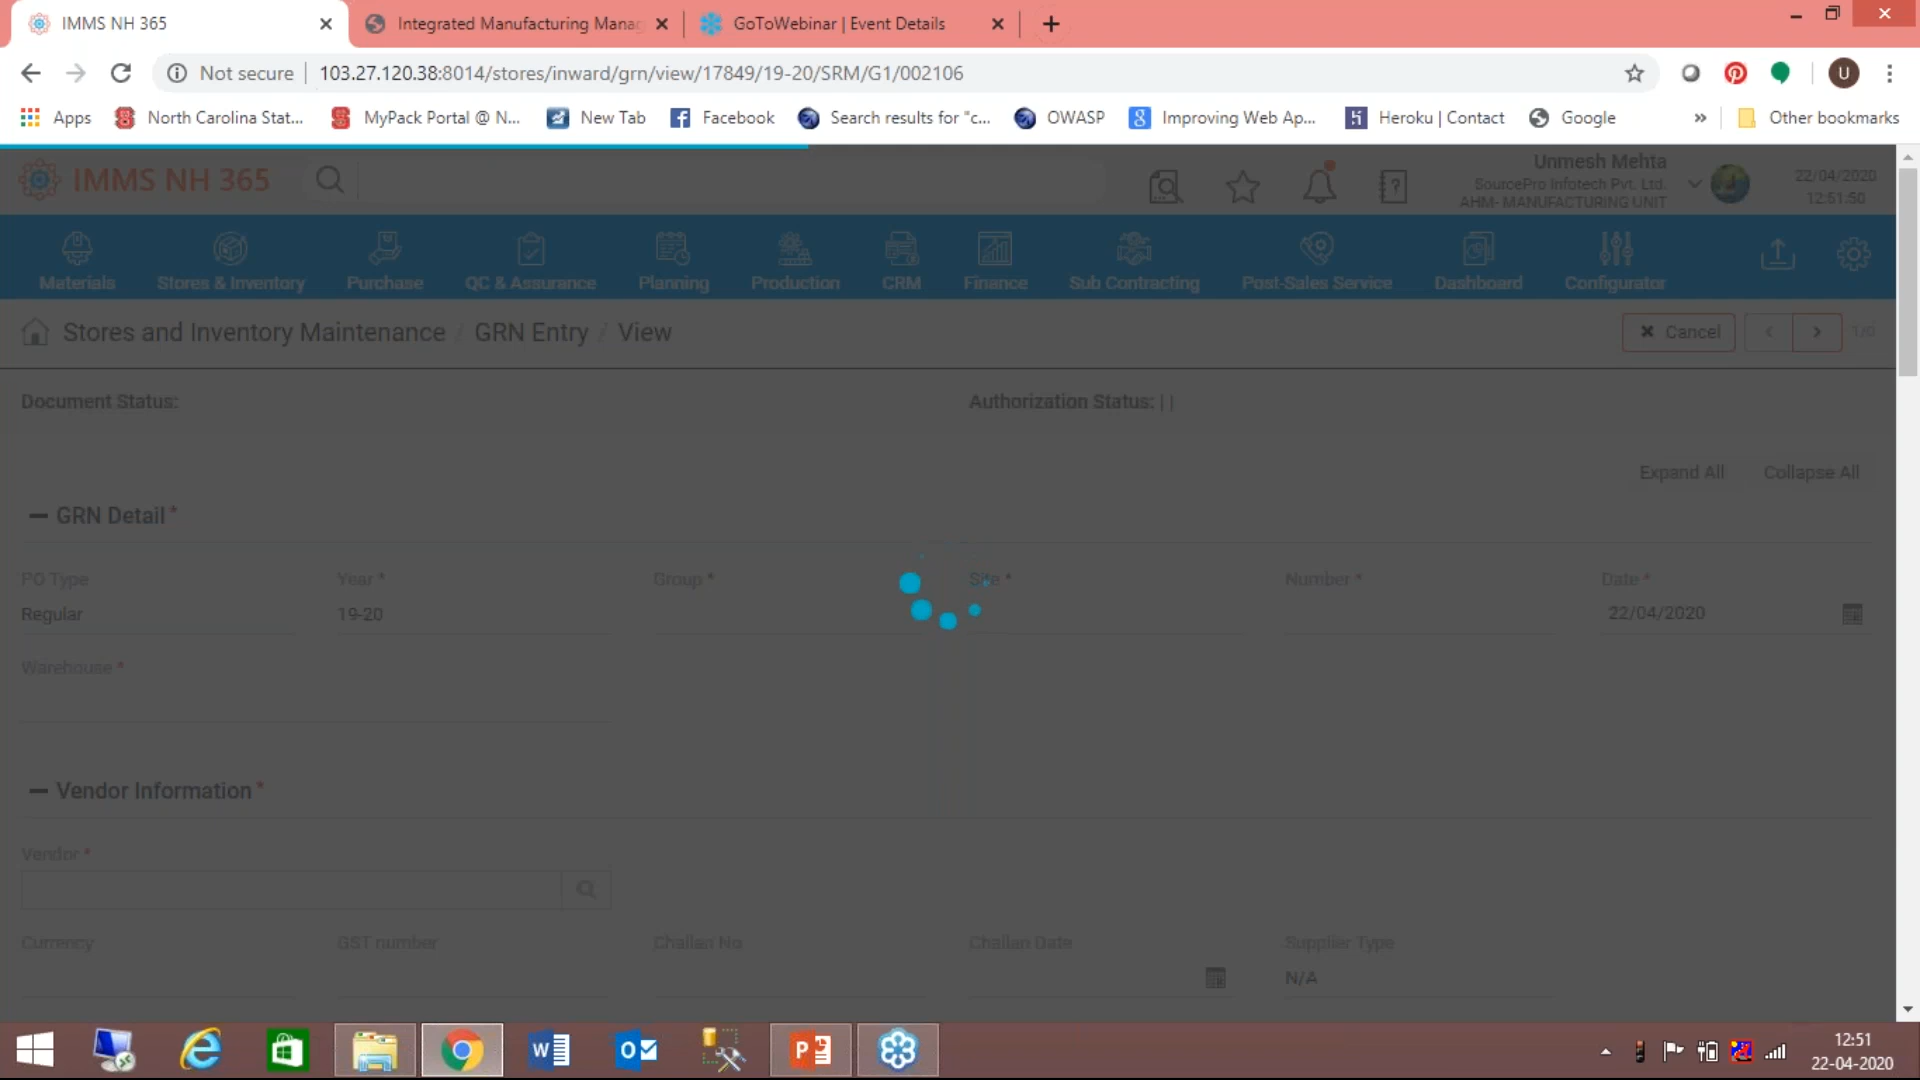 IMMS NH 365
Integrated Manufacturing Manag
GoToWebinar | Event Details
Not secure
103.27.120.38:8014/stores/inward/grn/view/17849/19-20/SRM/G1/002106
U
Apps
North Carolina Stat...
MyPack Portal @ N...
New Tab
Facebook
Search results for "c...
OWASP
Improving Web Ap...
Heroku | Contact
Google
»
Other bookmarks
IMMS NH 365
Unmesh Mehta
SourcePro Infotech Pvt. Ltd.
AHM- MANUFACTURING UNIT
22/04/2020
12:51:50
Materials
Stores & Inventory
Purchase
QC & Assurance
Planning
Production
CRM
Finance
Sub Contracting
Post-Sales Service
Dashboard
Configurator
Stores and Inventory Maintenance / GRN Entry / View
Cancel
1/0
Document Status:
Authorization Status: | |
Expand All
Collapse All
GRN Detail *
PO Type
Year *
Group *
Site *
Number *
Date *
Regular
19-20
22/04/2020
Warehouse *
Vendor Information *
Vendor *
Currency
GST number
Challan No
Challan Date
Supplier Type
N/A
12:51
22-04-2020